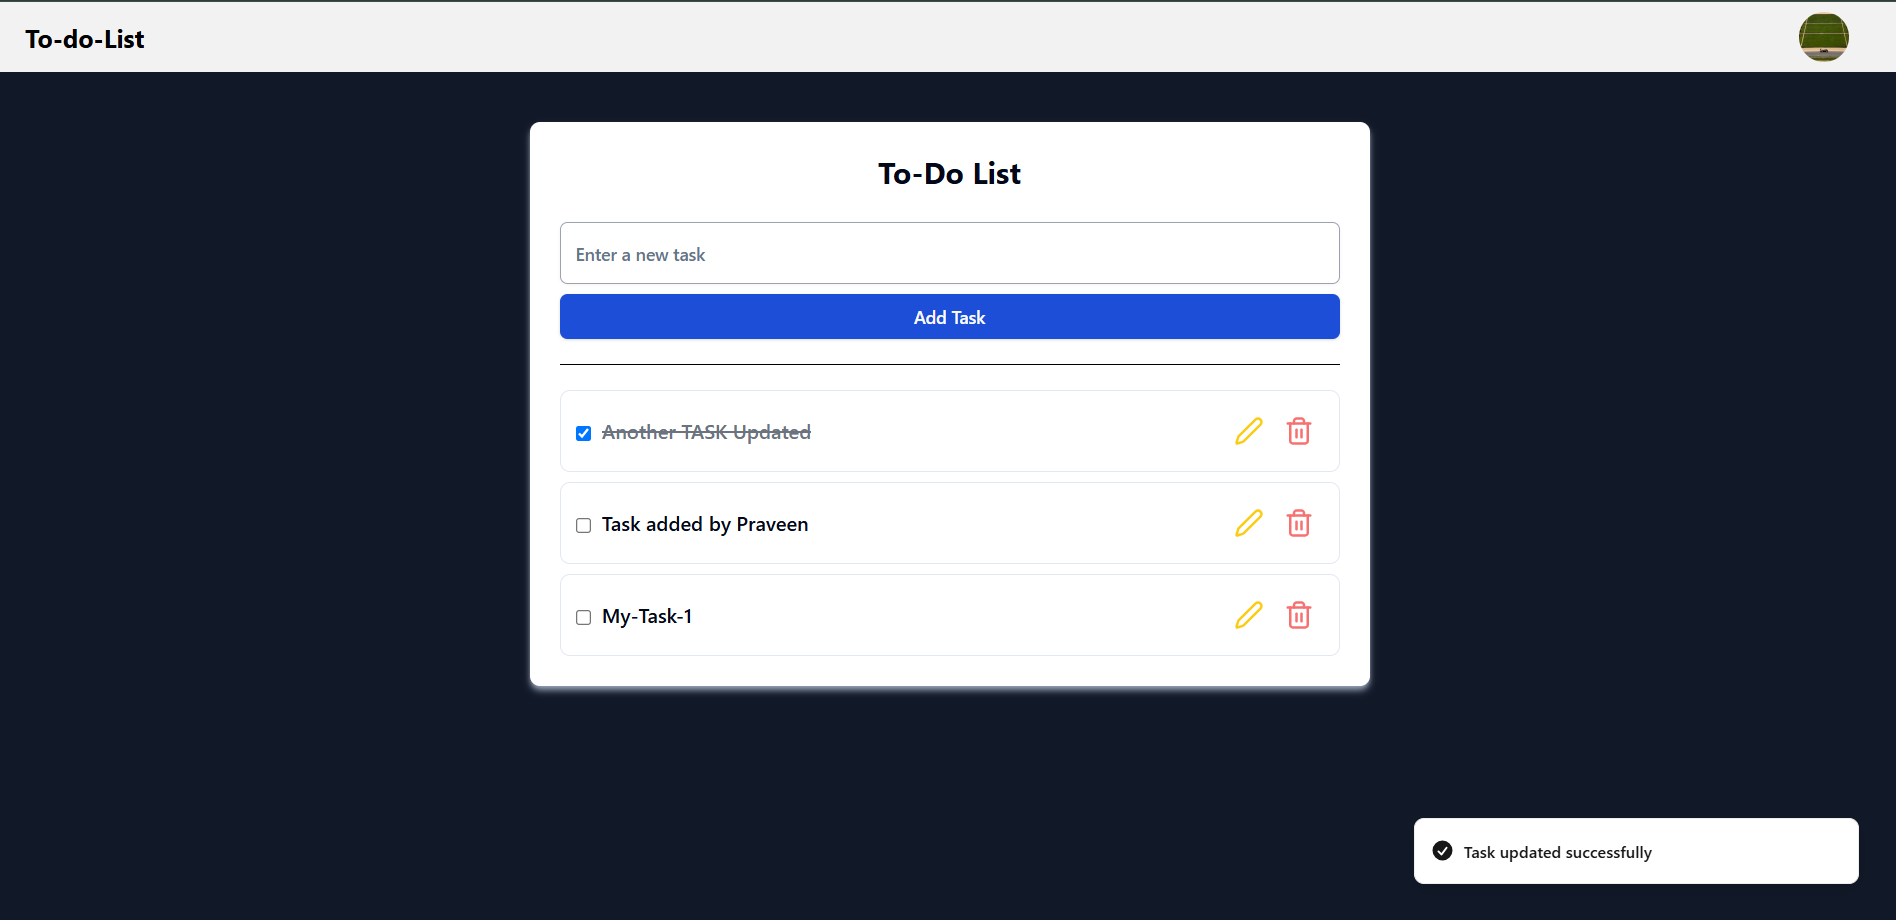 To-do-List
To-Do List
Enter a new task
Add Task
Another TASK Updated
Task added by Praveen
My-Task-1
Task updated successfully